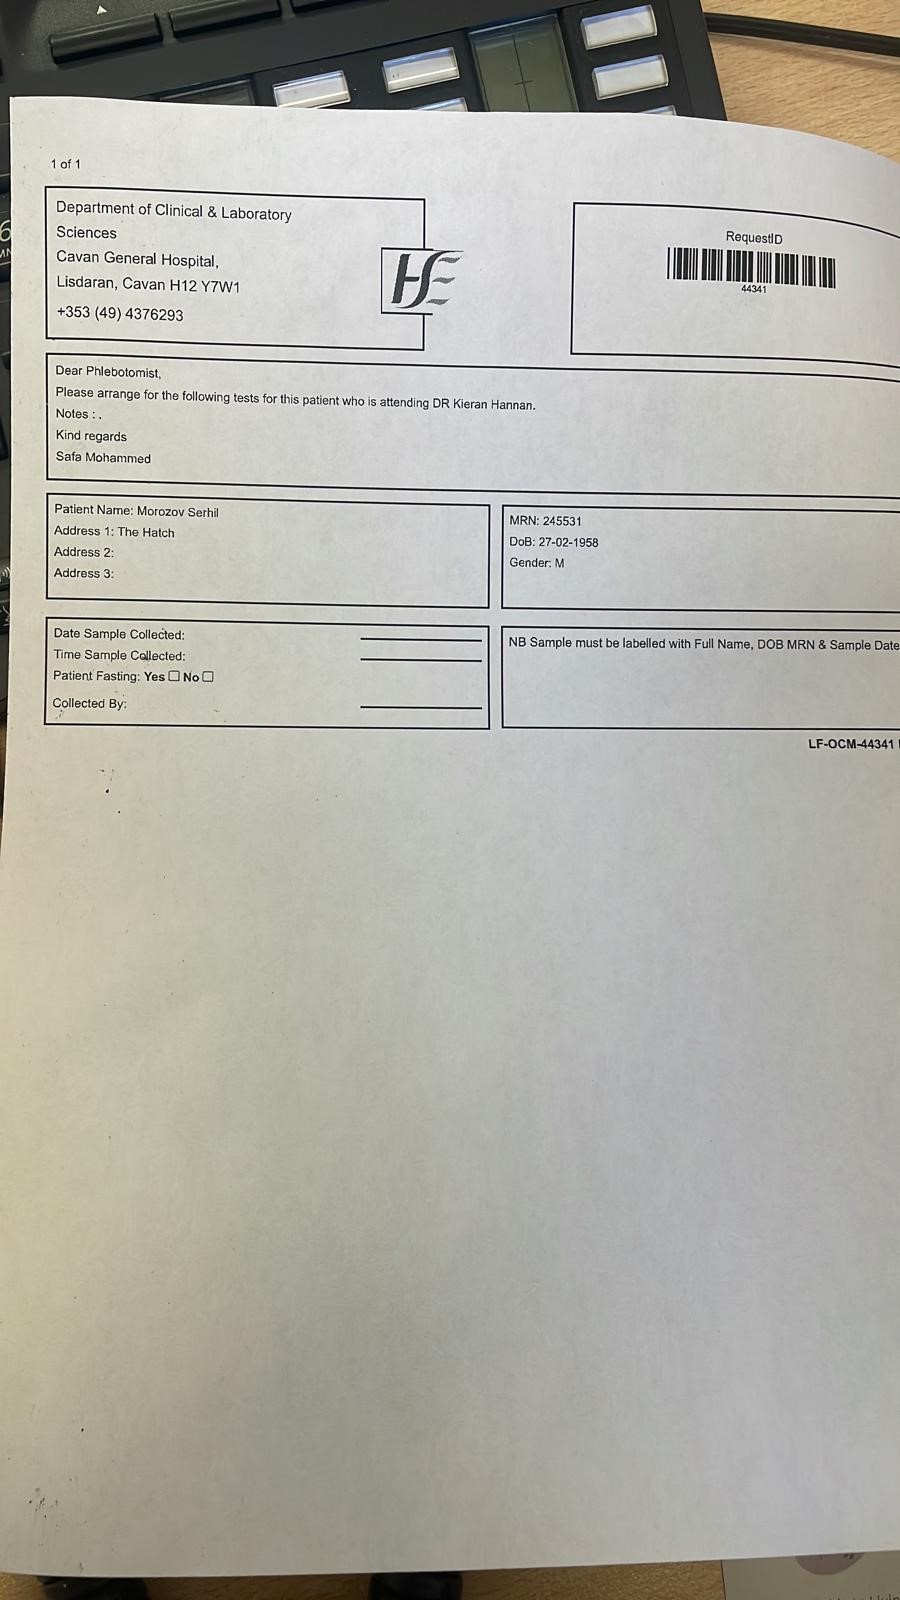 1 of 1
Department of Clinical & Laboratory
Sciences
Cavan General Hospital,
Lisdaran, Cavan H12 Y7W1
+353 (49) 4376293
HSE
RequestID
44341
Dear Phlebotomist,
Please arrange for the following tests for this patient who is attending DR Kieran Hannan.
Notes : .
Kind regards
Safa Mohammed
Patient Name: Morozov Serhil
Address 1: The Hatch
Address 2:
Address 3:
MRN: 245531
DoB: 27-02-1958
Gender: M
Date Sample Collected:
Time Sample Collected:
Patient Fasting: Yes ☐ No ☐
Collected By:
NB Sample must be labelled with Full Name, DOB MRN & Sample Date
LF-OCM-44341